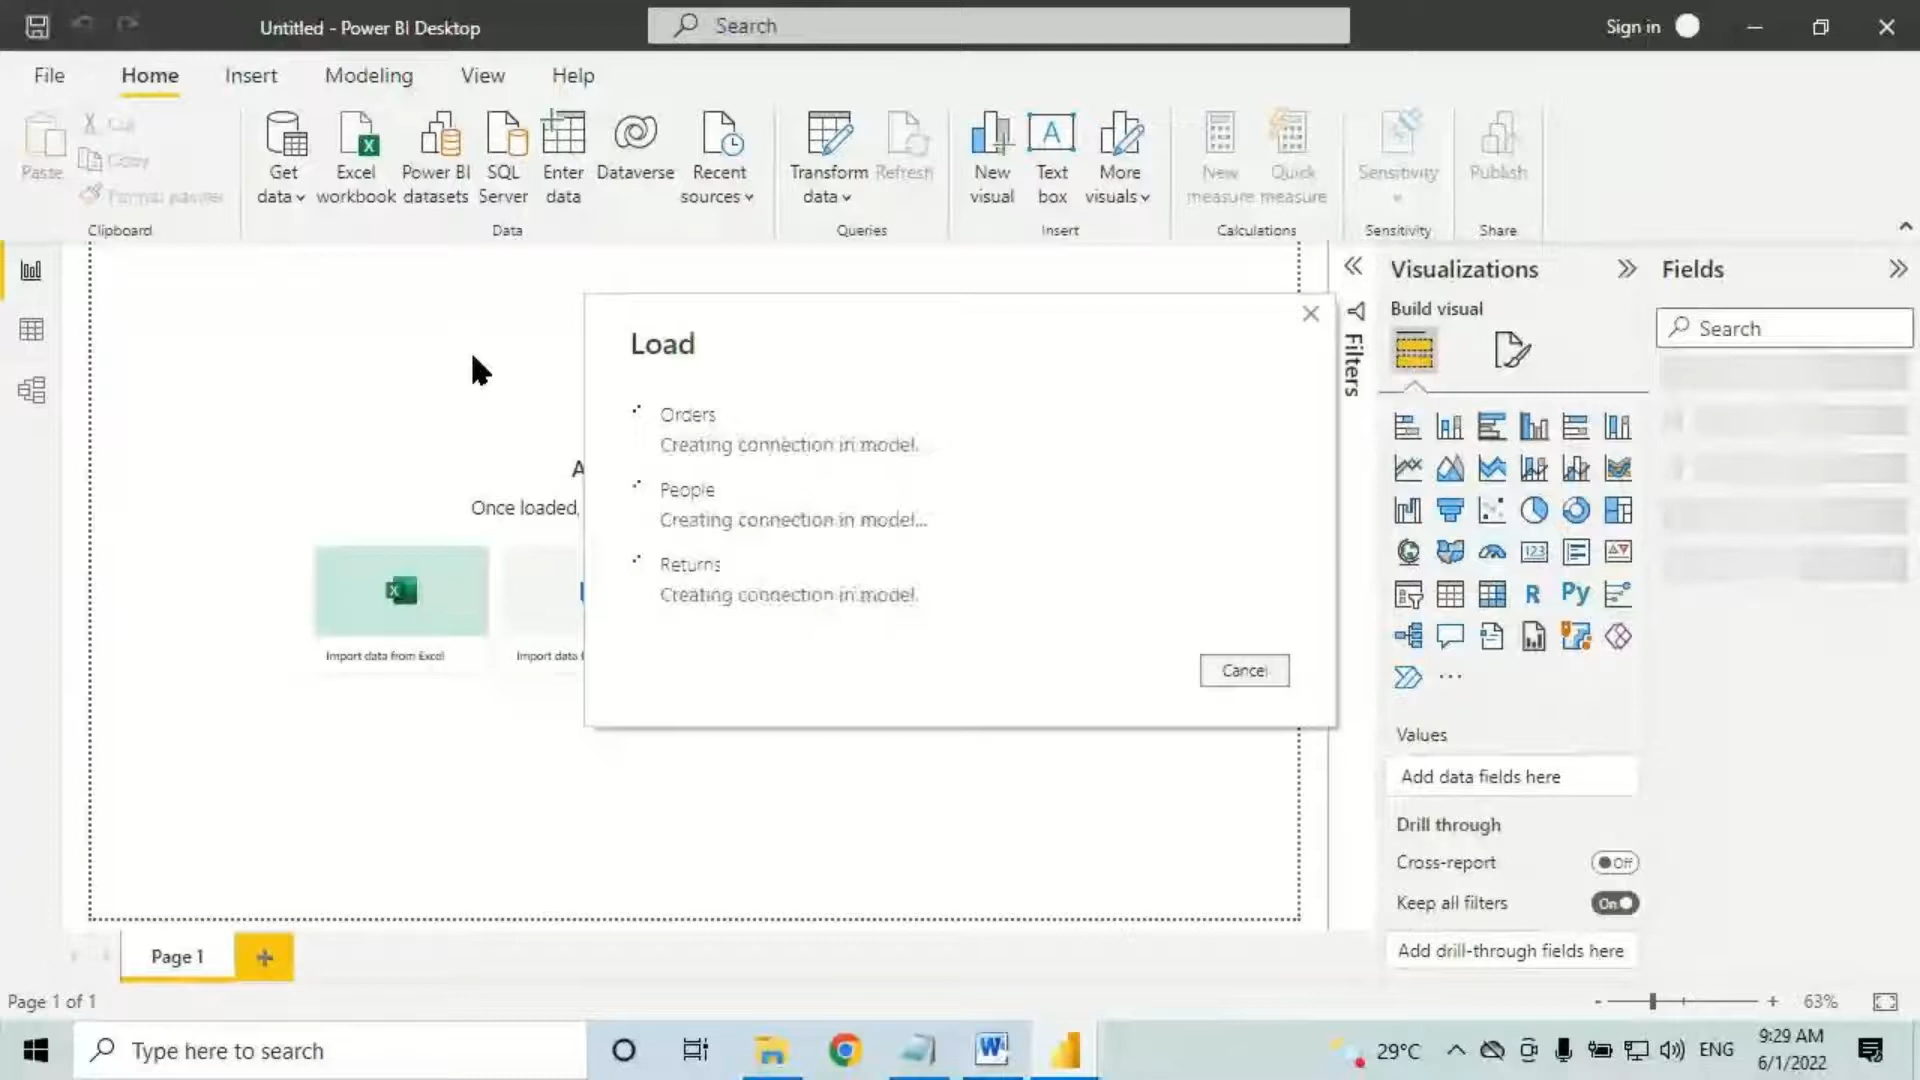 Untitled - Power BI Desktop
Search
Sign in
File
Home
Insert
Modeling
View
Help
Paste
Cut
Copy
Format painter
Clipboard
Get data
Excel workbook
Power BI datasets
SQL Server
Enter data
Dataverse
Recent sources
Data
Transform data
Refresh
Queries
New visual
A
Text box
More visuals
Insert
New measure
Quick measure
Calculations
Sensitivity
Sensitivity
Publish
Share
A
Once loaded,
Import data from Excel
Import data f
Load
Orders
Creating connection in model.
People
Creating connection in model...
Returns
Creating connection in model.
Cancel
Filters
Visualizations
Build visual
123
R
Py
Values
Add data fields here
Drill through
Cross-report
Off
Keep all filters
On
Add drill-through fields here
Fields
Search
Page 1
Page 1 of 1
63%
Type here to search
29°C
ENG
9:29 AM
6/1/2022